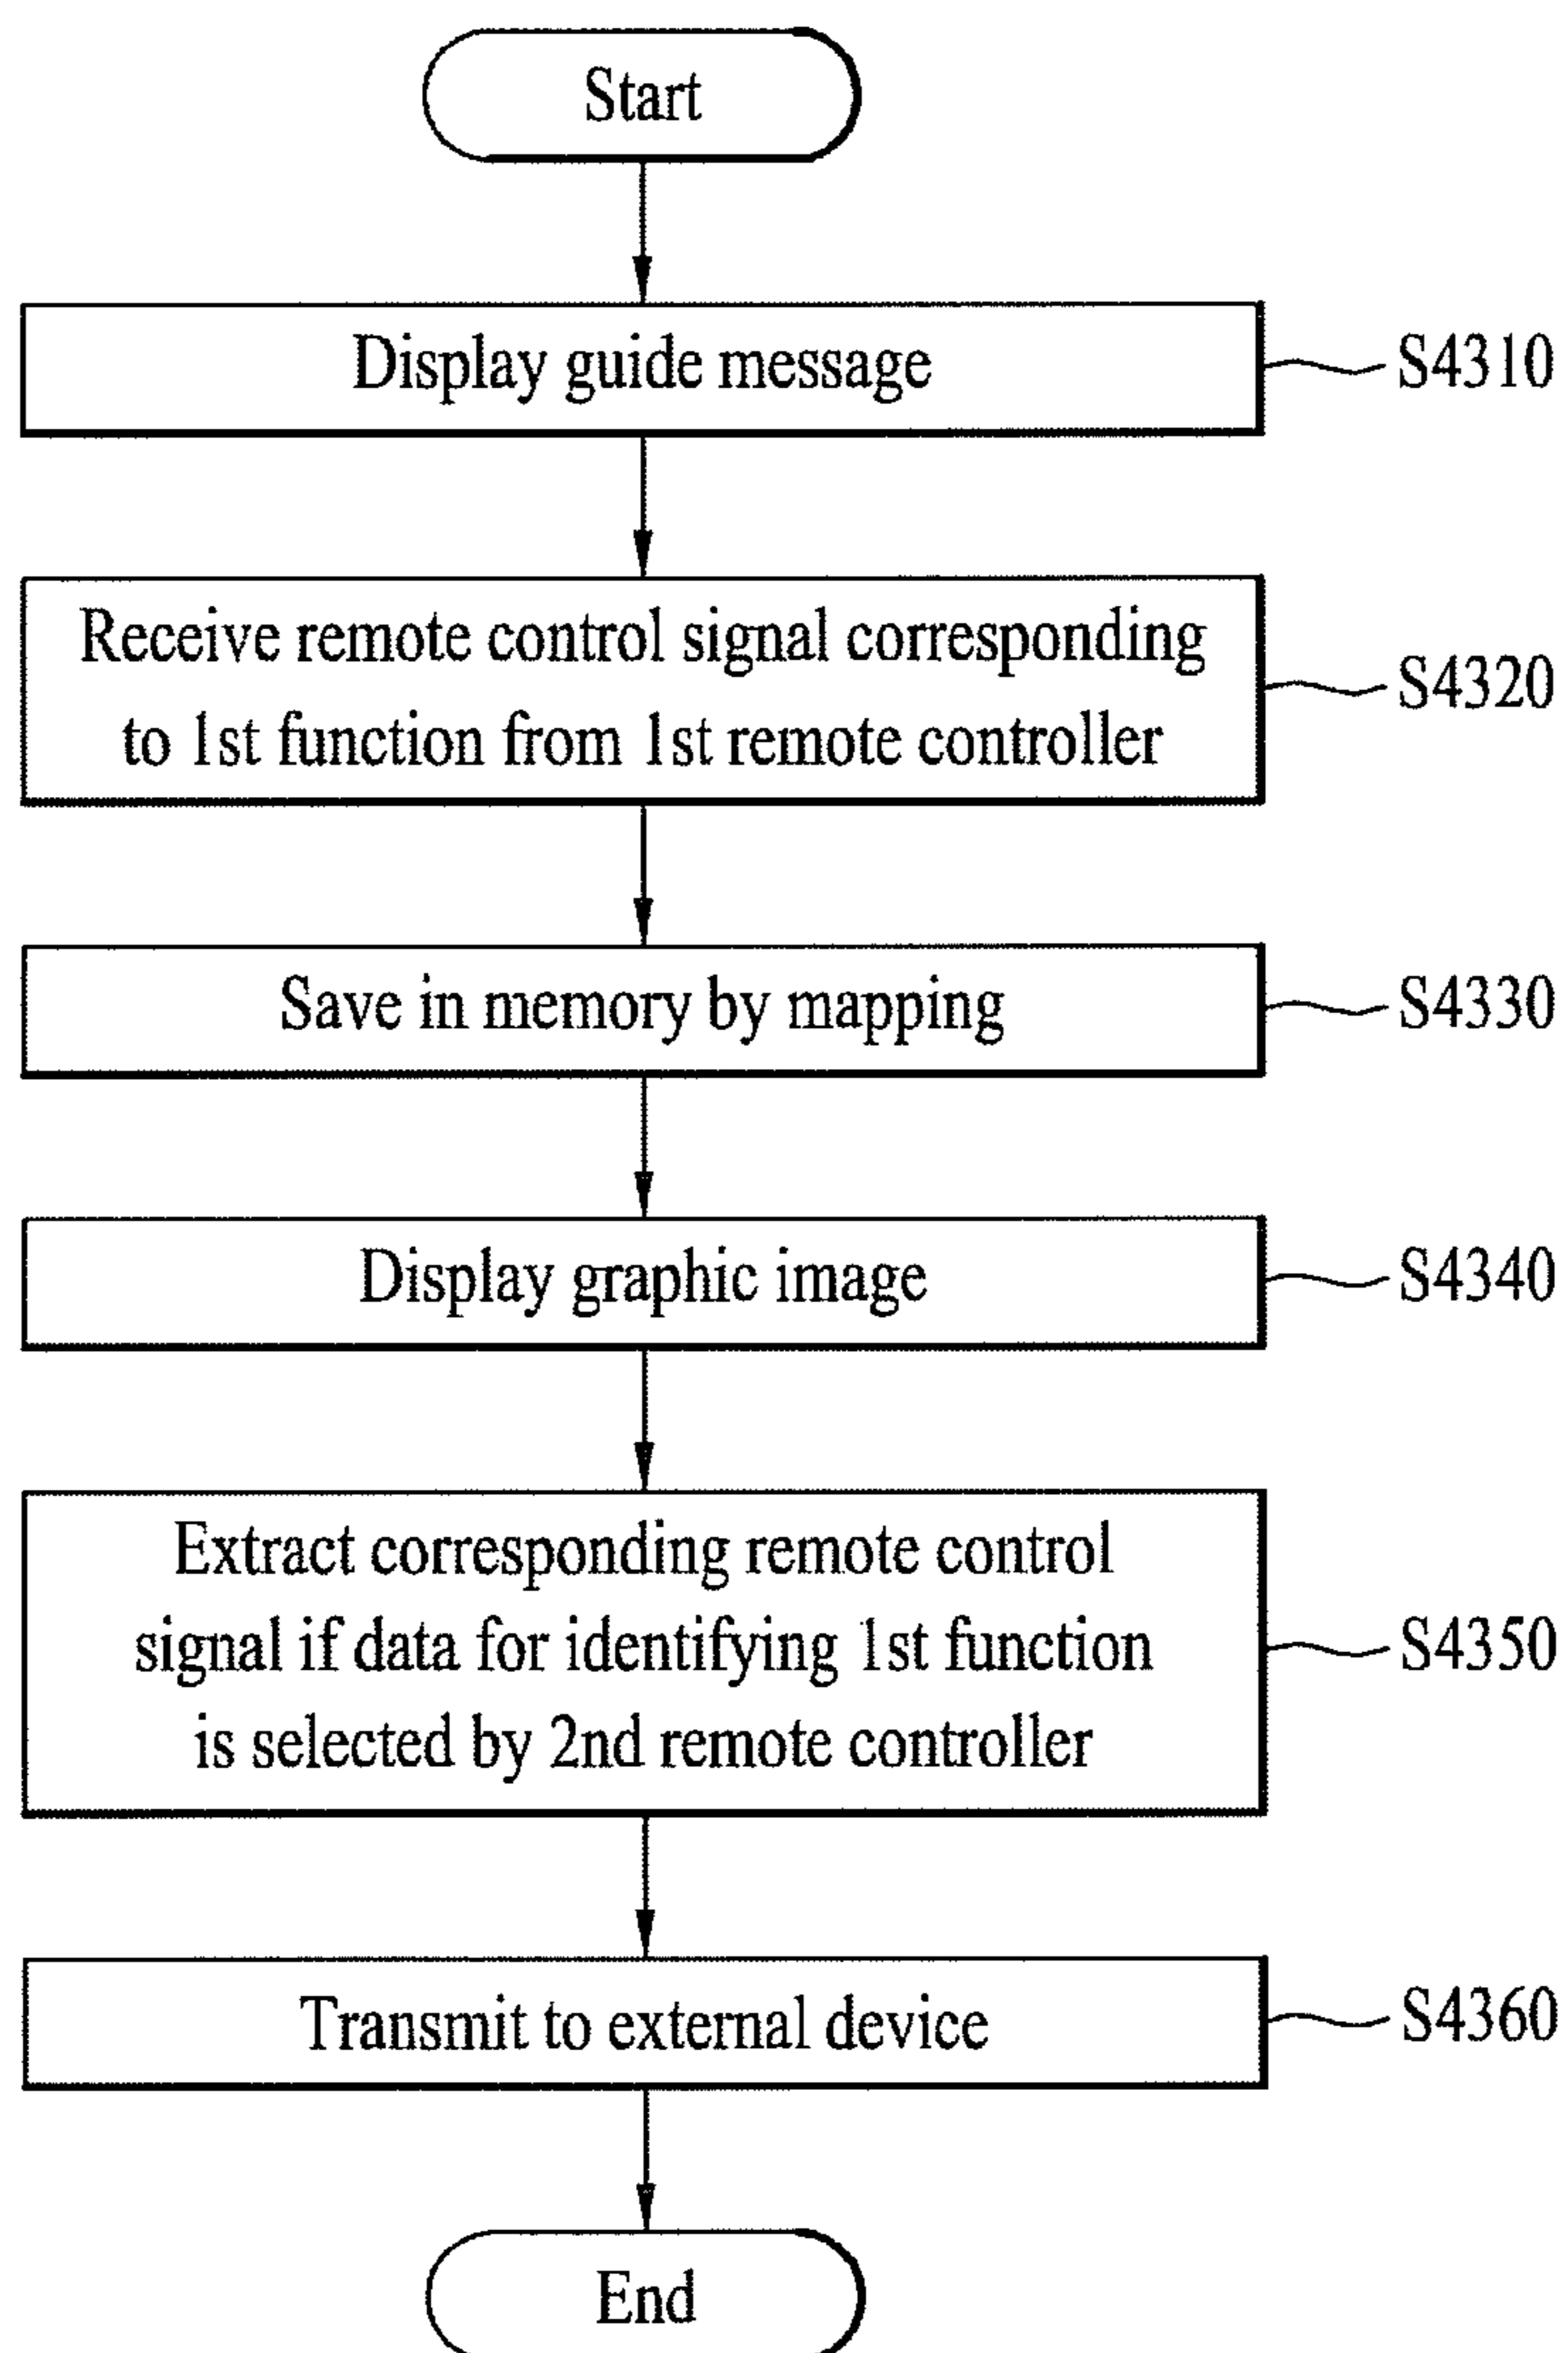 Start
Display guide message
S4310
Receive remote control signal corresponding
to 1st function from 1st remote controller
S4320
Save in memory by mapping
S4330
Display graphic image
S4340
Extract corresponding remote control
signal if data for identifying 1st function
is selected by 2nd remote controller
S4350
Transmit to external device
S4360
End